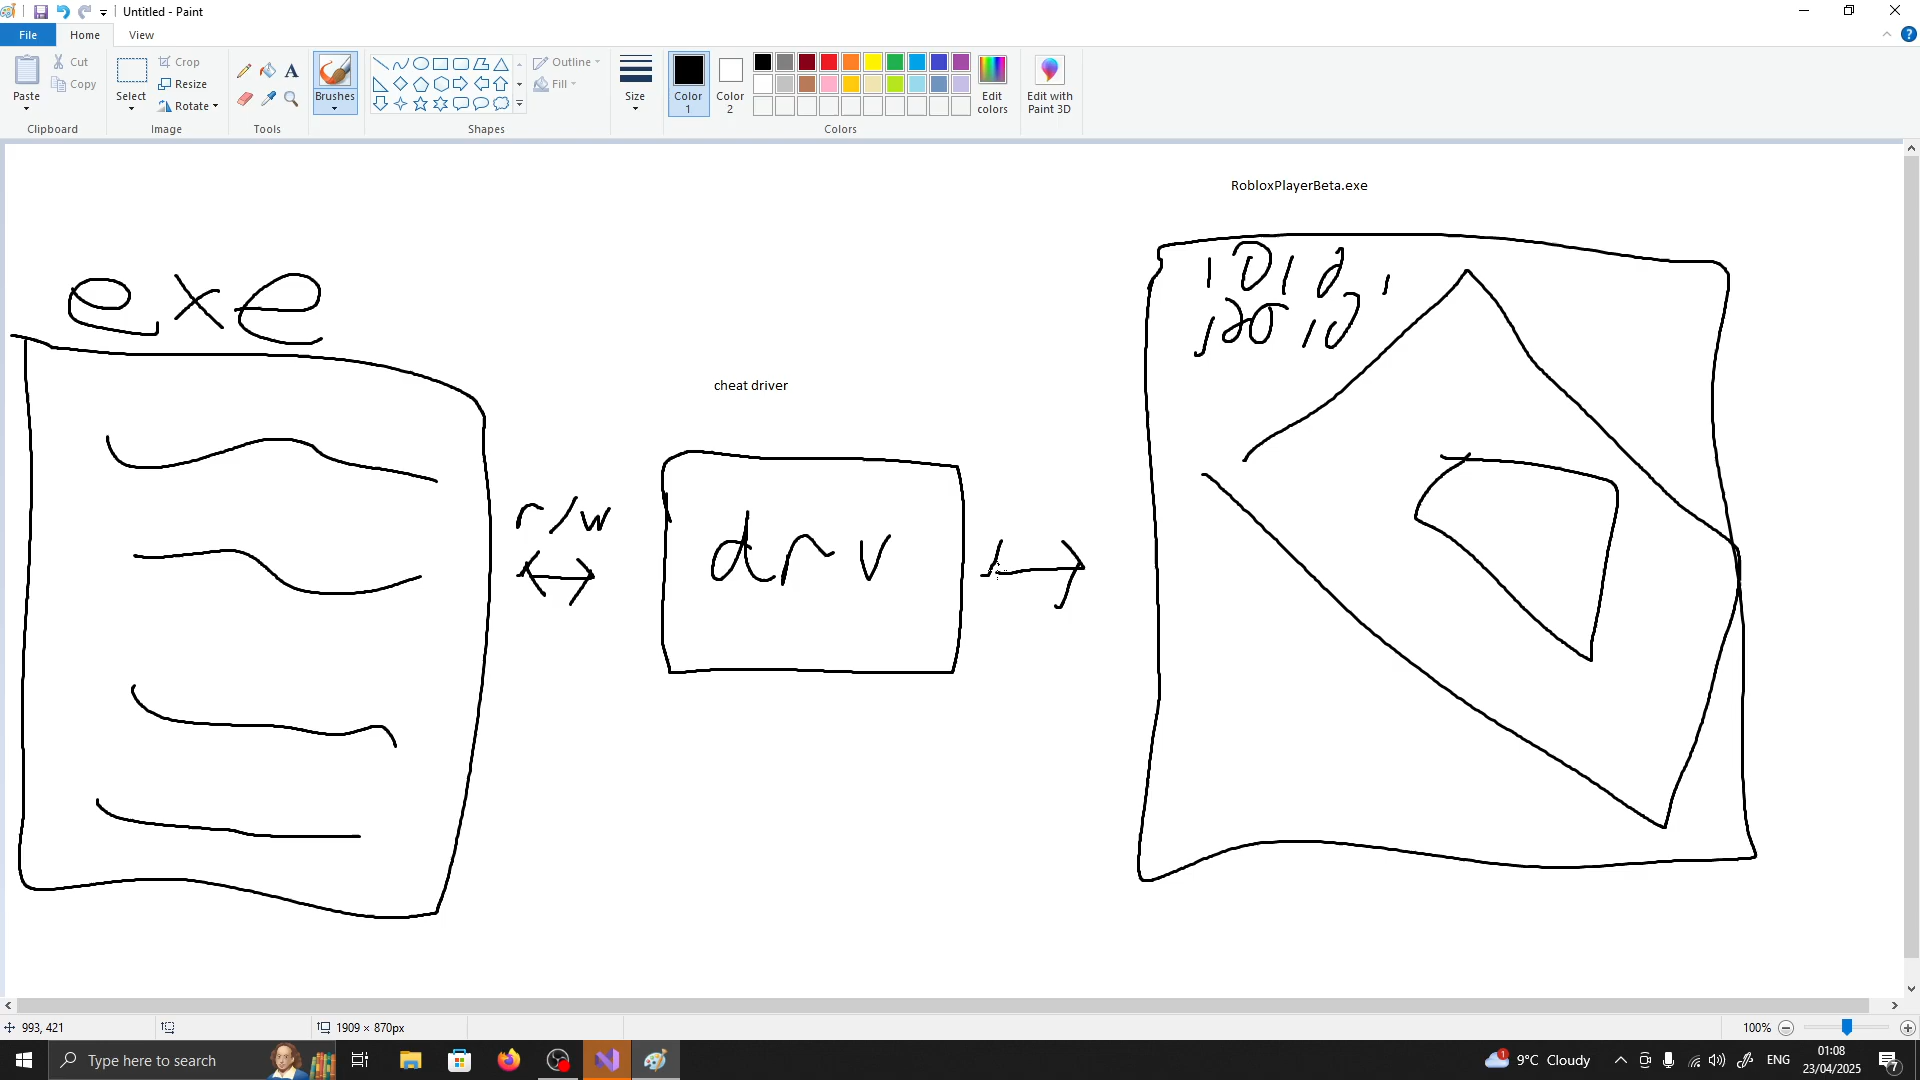 Untitled - Paint
File
Home
View
Paste
Cut
Copy
Clipboard
Select
Crop
Resize
Rotate
Image
A
Tools
Brushes
Shapes
Outline
Fill
Size
Color 1
Color 2
Colors
Edit colors
Edit with Paint 3D
RobloxPlayerBeta.exe
exe
cheat driver
r/w
drv
993, 421
1909 × 870px
100%
Type here to search
1
9°C Cloudy
ENG
01:08
23/04/2025
7